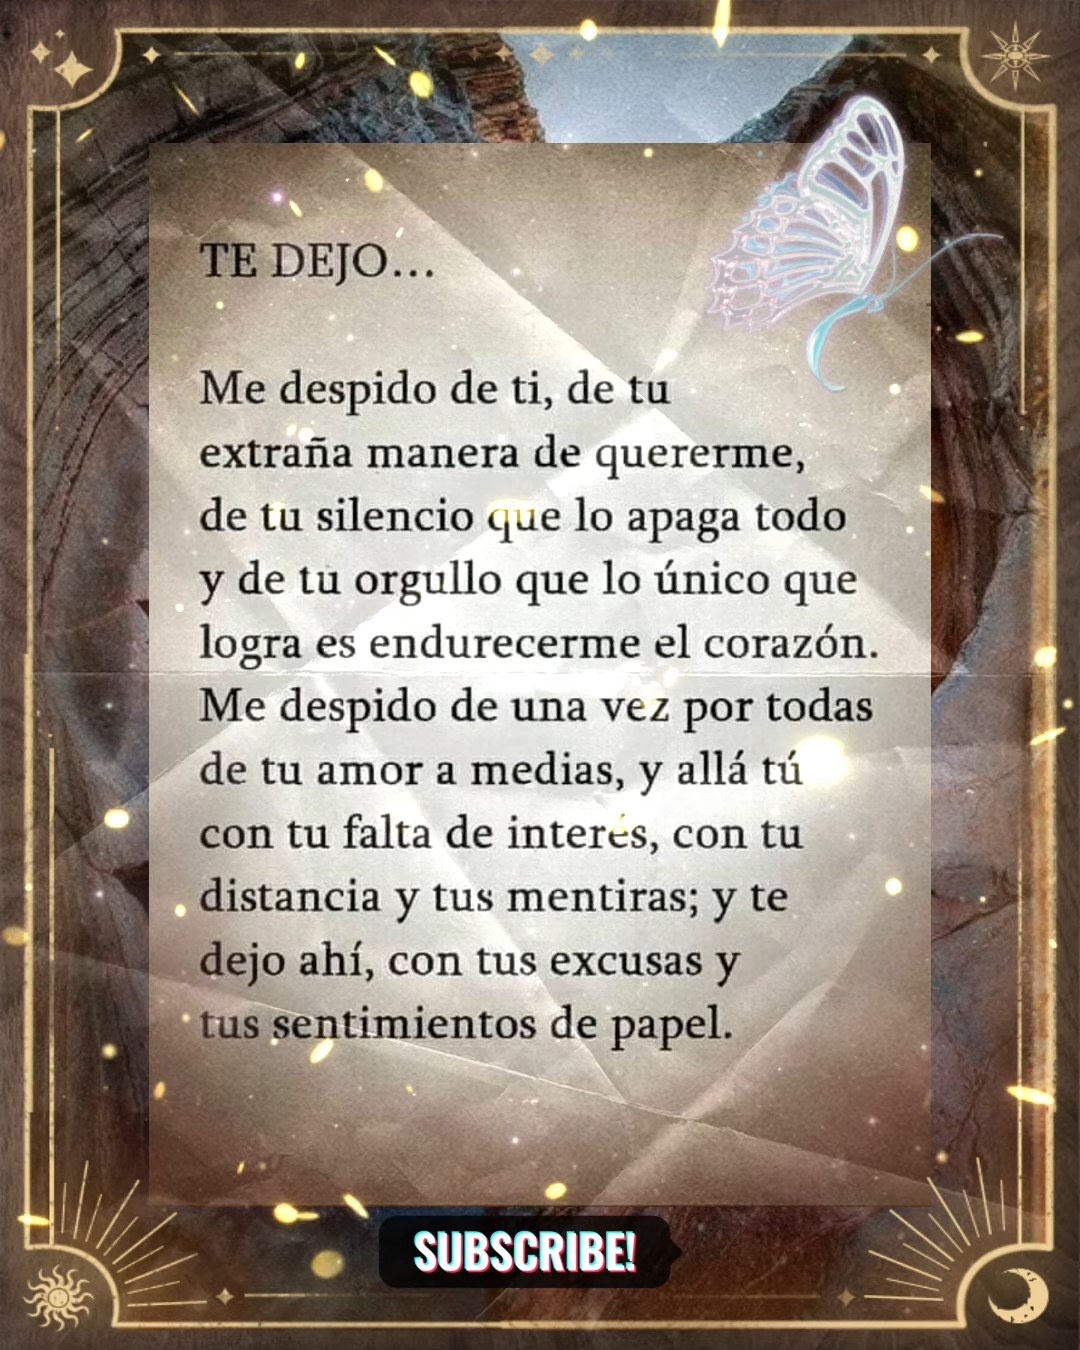 TE DEJO...
Me despido de ti, de tu
extraña manera de quererme,
de tu silencio que lo apaga todo
y de tu orgullo que lo único que
logra es endurecerme el corazón.
Me despido de una vez por todas
de tu amor a medias, y allá tú
con tu falta de interés, con tu
distancia y tus mentiras; y te
dejo ahí, con tus excusas y
tus sentimientos de papel.
SUBSCRIBE!